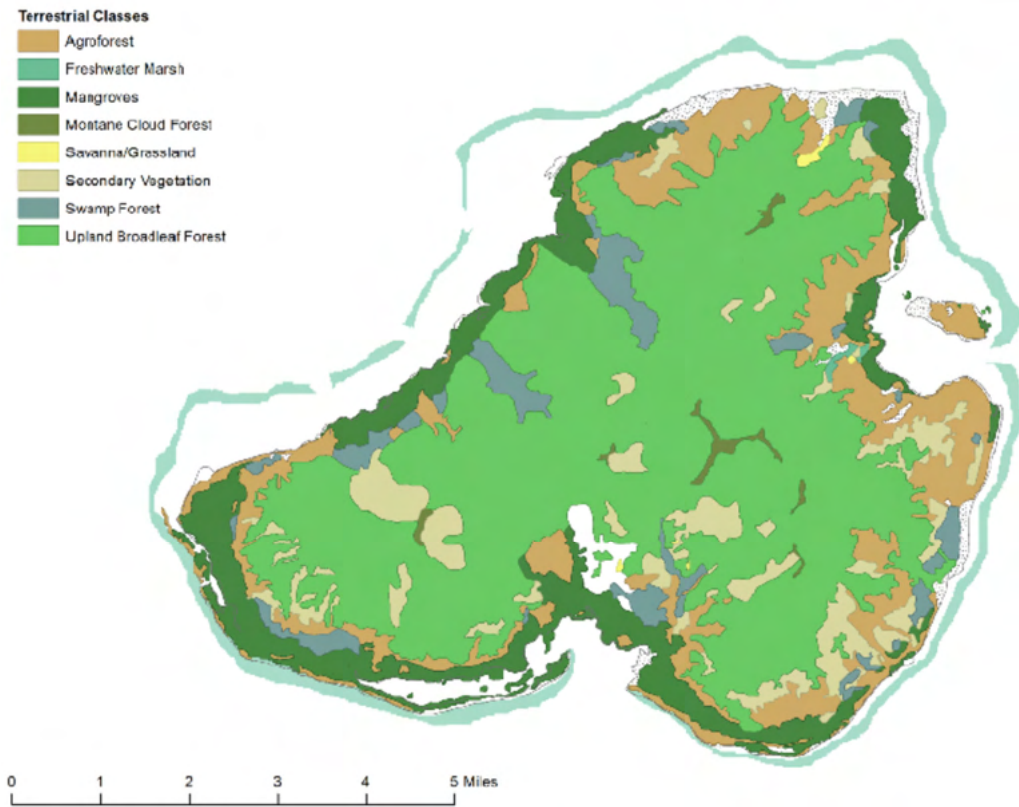 Terrestrial Classes
Agroforest
Freshwater Marsh
Mangroves
Montane Cloud Forest
Savanna/Grassland
Secondary Vegetation
Swamp Forest
Upland Broadleaf Forest
0 1 2 3 4 5 Miles